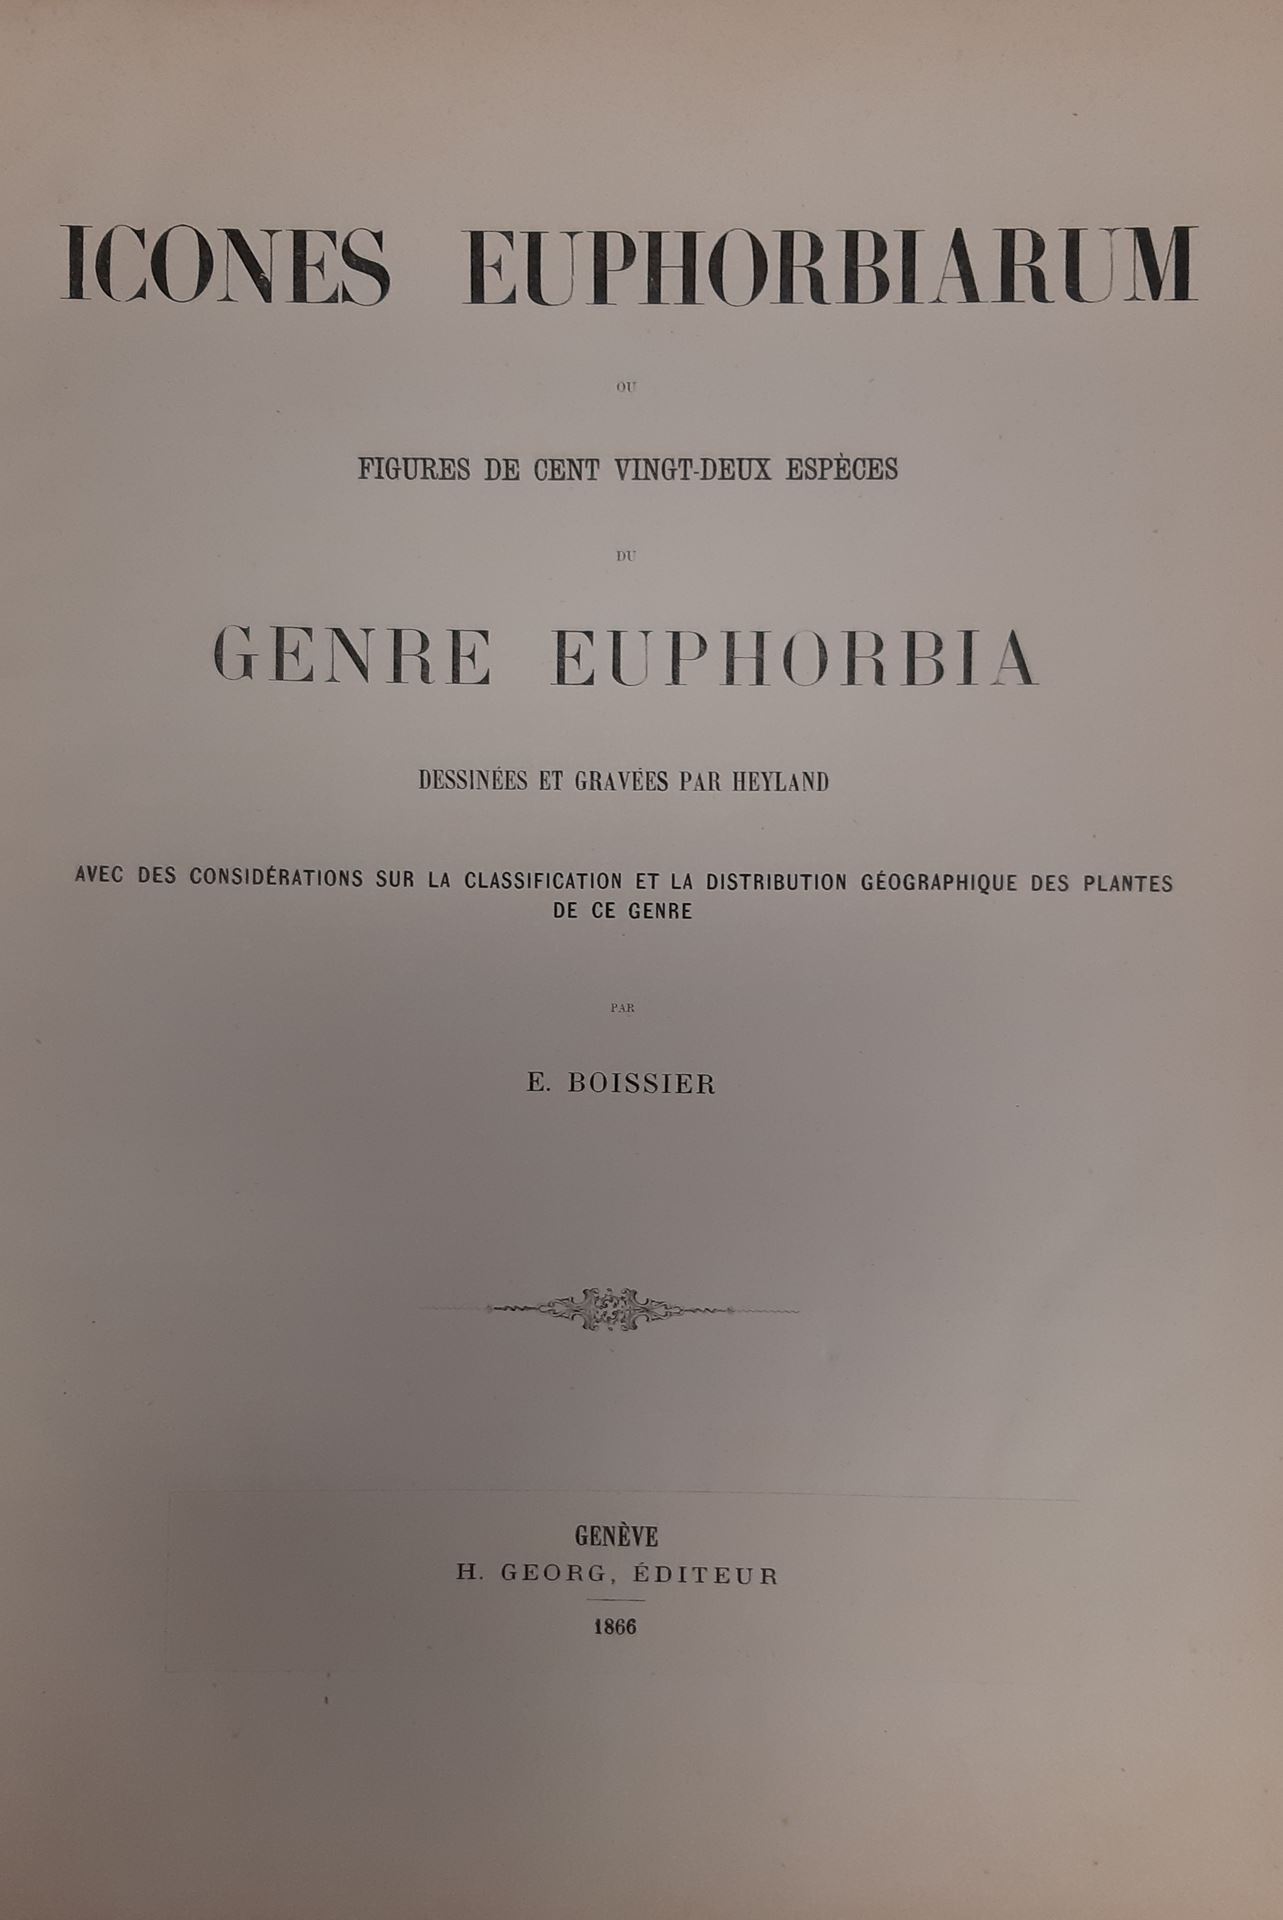 ICONES EUPHORBIARUM
OU
FIGURES DE CENT VINGT-DEUX ESPÈCES
DU
GENRE EUPHORBIA
DESSINÉES ET GRAVÉES PAR HEYLAND
AVEC DES CONSIDÉRATIONS SUR LA CLASSIFICATION ET LA DISTRIBUTION GÉOGRAPHIQUE DES PLANTES
DE CE GENRE
PAR
E. BOISSIER
GENÈVE
H. GEORG, ÉDITEUR
1866